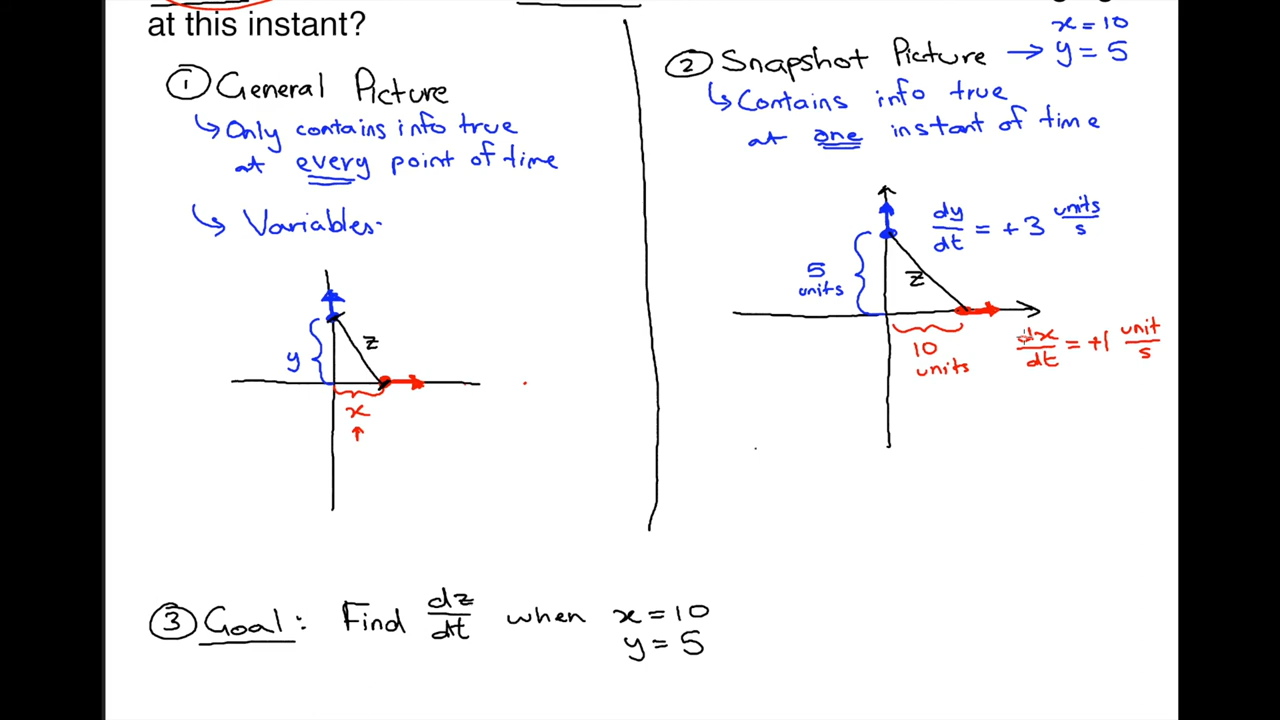 at this instant?
① General Picture
↳ Only contains info true
at every point of time
↳ Variables.
y
z
x
↑
x = 10
② Snapshot Picture → y = 5
↳ Contains info true
at one instant of time
dy/dt = +3 units/s
5
units
z
10
units
dx/dt = +1 unit/s
③ Goal: Find dz/dt when x = 10
y = 5